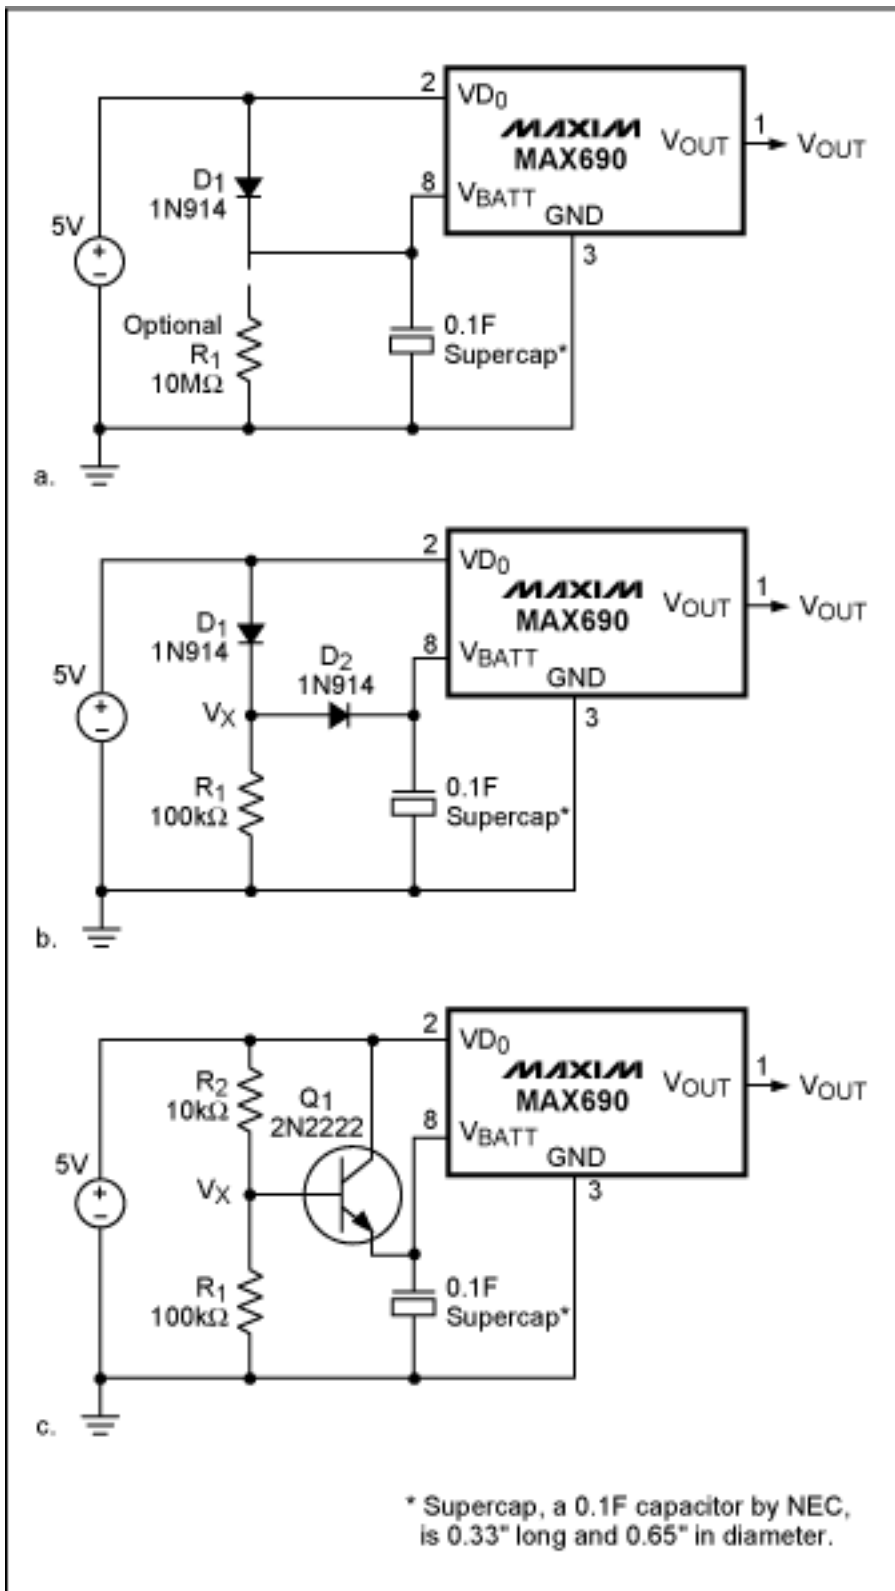 2
VD0
MAXIM
MAX690
VOUT
1
VOUT
D1
1N914
8
VBATT
GND
3
5V
+
−
Optional
R1
10MΩ
0.1F
Supercap*
a.
2
VD0
MAXIM
MAX690
VOUT
1
VOUT
D1
1N914
D2
1N914
8
VBATT
GND
3
5V
+
−
VX
R1
100kΩ
0.1F
Supercap*
b.
2
VD0
MAXIM
MAX690
VOUT
1
VOUT
R2
10kΩ
Q1
2N2222
8
VBATT
GND
3
5V
+
−
VX
R1
100kΩ
0.1F
Supercap*
c.
* Supercap, a 0.1F capacitor by NEC,
is 0.33" long and 0.65" in diameter.